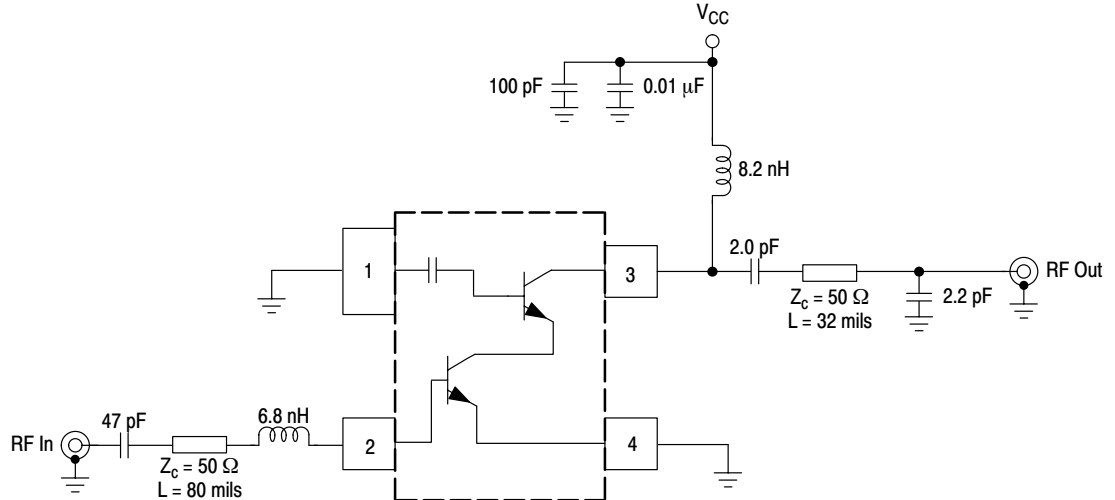 V_CC
100 pF
0.01 µF
8.2 nH
1
3
2.0 pF
RF Out
Z_c = 50 Ω
L = 32 mils
2.2 pF
47 pF
6.8 nH
RF In
2
4
Z_c = 50 Ω
L = 80 mils